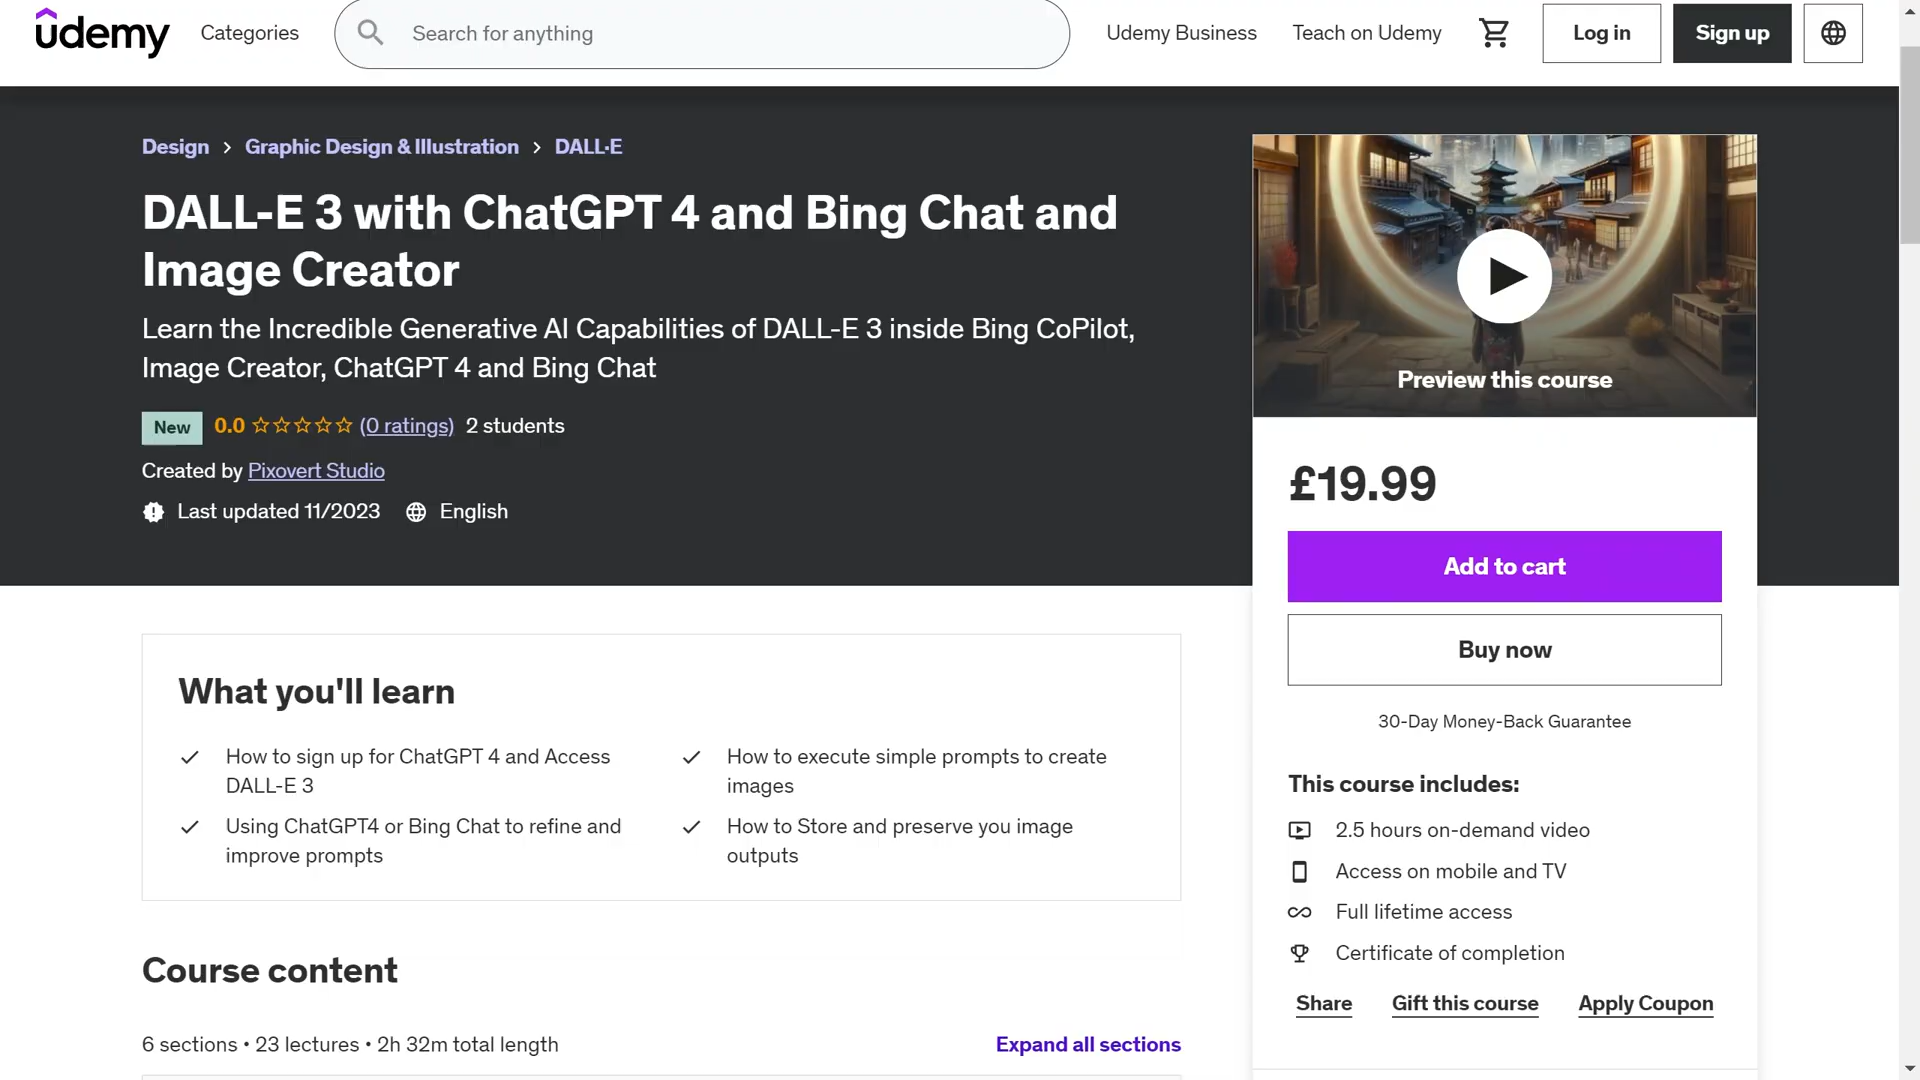 udemy
Categories
Search for anything
Udemy Business
Teach on Udemy
Log in
Sign up
Design > Graphic Design & Illustration > DALL·E
DALL-E 3 with ChatGPT 4 and Bing Chat and
Image Creator
Learn the Incredible Generative AI Capabilities of DALL-E 3 inside Bing CoPilot,
Image Creator, ChatGPT 4 and Bing Chat
New 0.0 (0 ratings) 2 students
Created by Pixovert Studio
Last updated 11/2023 English
Preview this course
£19.99
Add to cart
Buy now
30-Day Money-Back Guarantee
This course includes:
2.5 hours on-demand video
Access on mobile and TV
Full lifetime access
Certificate of completion
Share
Gift this course
Apply Coupon
What you'll learn
How to sign up for ChatGPT 4 and Access
DALL-E 3
How to execute simple prompts to create
images
Using ChatGPT4 or Bing Chat to refine and
improve prompts
How to Store and preserve you image
outputs
Course content
6 sections • 23 lectures • 2h 32m total length
Expand all sections